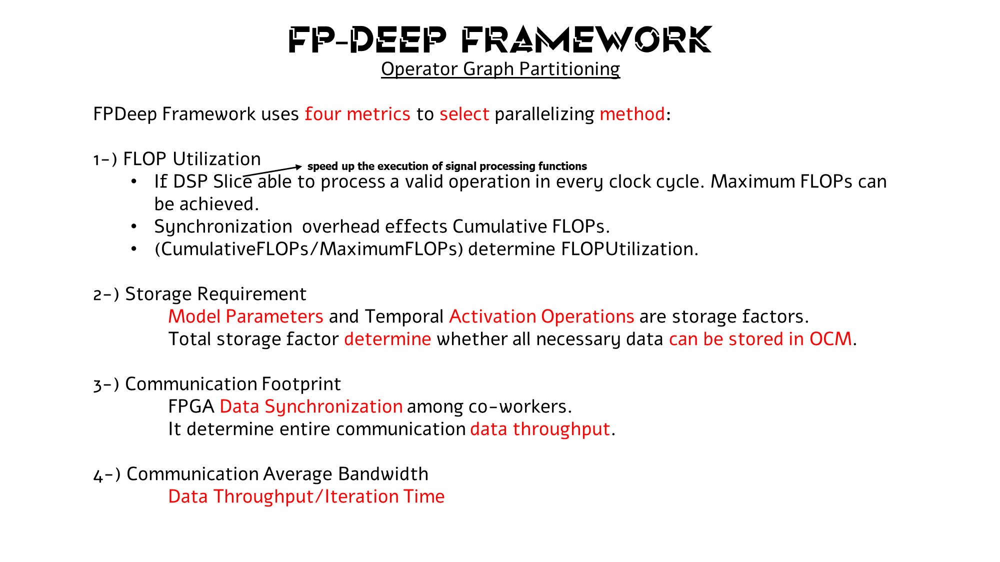 FP-DEEP FRAMEWORK
Operator Graph Partitioning
FPDeep Framework uses four metrics to select parallelizing method:
1-) FLOP Utilization
speed up the execution of signal processing functions
• If DSP Slice able to process a valid operation in every clock cycle. Maximum FLOPs can
be achieved.
• Synchronization overhead effects Cumulative FLOPs.
• (CumulativeFLOPs/MaximumFLOPs) determine FLOPUtilization.
2-) Storage Requirement
Model Parameters and Temporal Activation Operations are storage factors.
Total storage factor determine whether all necessary data can be stored in OCM.
3-) Communication Footprint
FPGA Data Synchronization among co-workers.
It determine entire communication data throughput.
4-) Communication Average Bandwidth
Data Throughput/Iteration Time